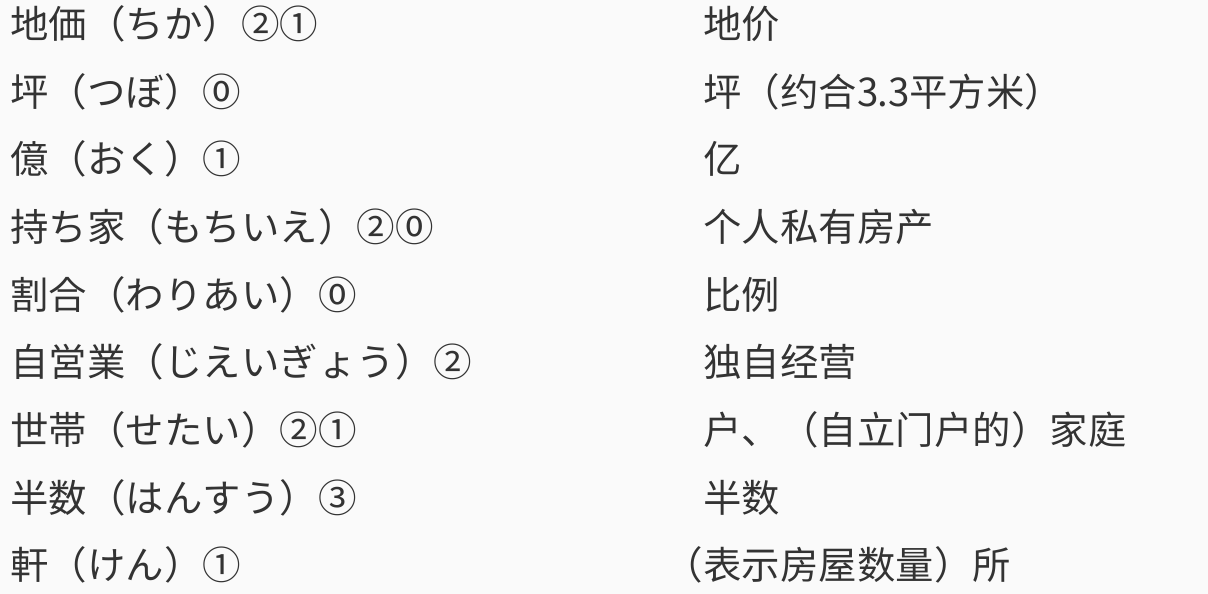 地価（ちか）②① 地价
坪（つぼ）⓪ 坪（约合3.3平方米）
億（おく）① 亿
持ち家（もちいえ）②⓪ 个人私有房产
割合（わりあい）⓪ 比例
自営業（じえいぎょう）② 独自经营
世帯（せたい）②① 户、（自立门户的）家庭
半数（はんすう）③ 半数
軒（けん）① （表示房屋数量）所